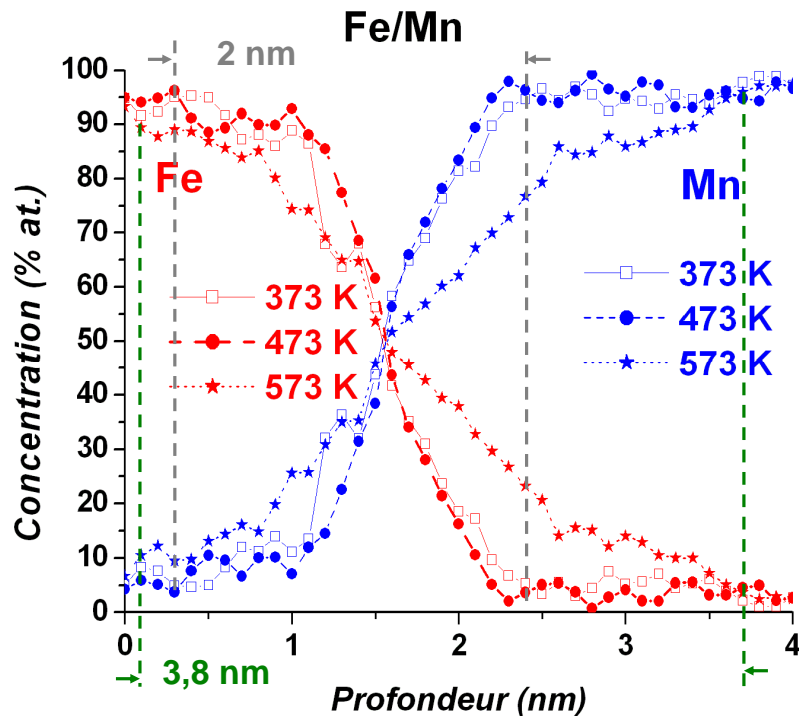 Fe/Mn
2 nm
100
90
80
70
60
50
40
30
20
10
0
Concentration (% at.)
Fe
Mn
373 K
473 K
573 K
373 K
473 K
573 K
0
1
2
3
4
3,8 nm
Profondeur (nm)